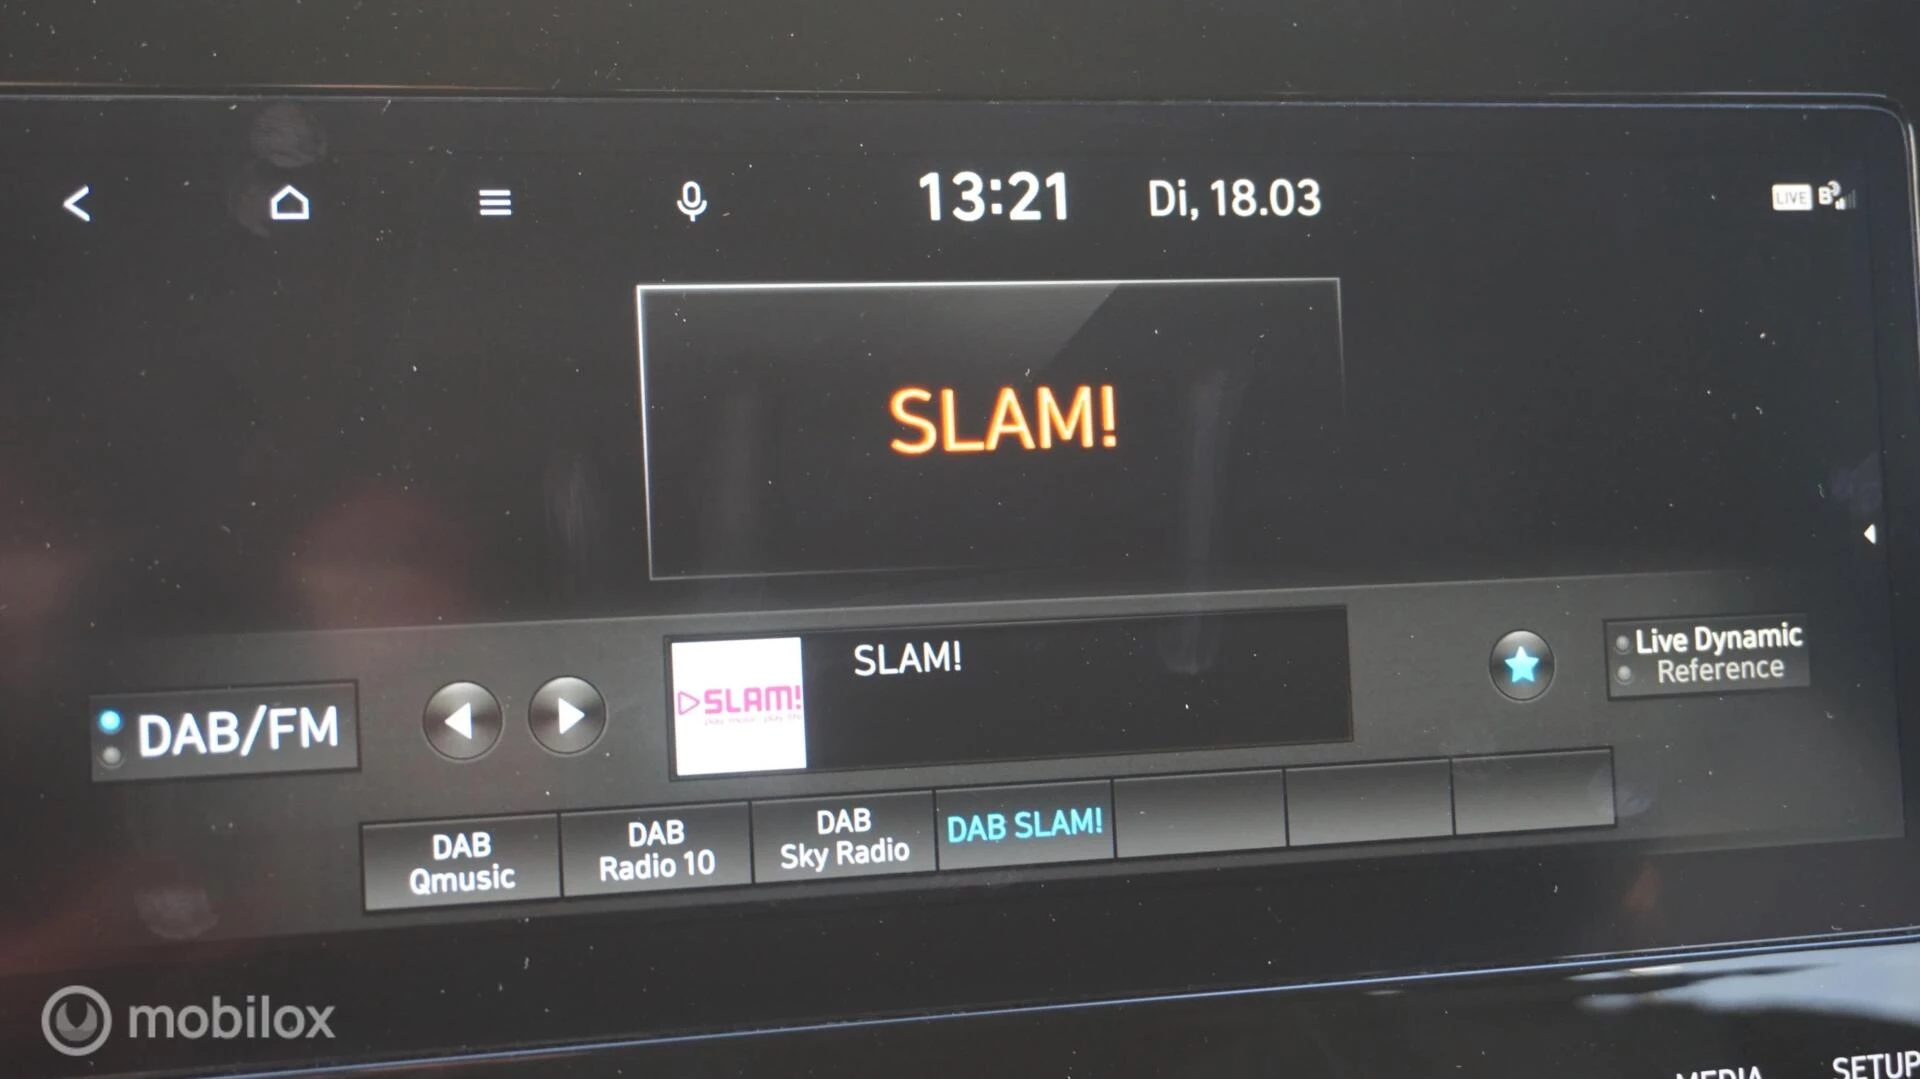 13:21 Di, 18.03
LIVE
SLAM!
SLAM!
SLAM!
DAB/FM
Live Dynamic
Reference
DAB
Qmusic
DAB
Radio 10
DAB
Sky Radio
DAB SLAM!
mobilox
MEDIA
SETUP